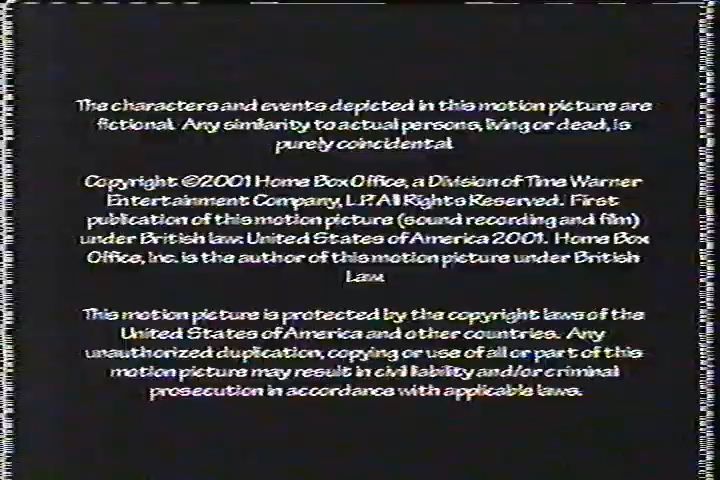 The characters and events depicted in this motion picture are
fictional. Any similarity to actual persons, living or dead, is
purely coincidental.
Copyright ©2001 Home Box Office, a Division of Time Warner
Entertainment Company, L.P. All Rights Reserved. First
publication of this motion picture (sound recording and film)
under British law: United States of America 2001. Home Box
Office, Inc. is the author of this motion picture under British
Law.
This motion picture is protected by the copyright laws of the
United States of America and other countries. Any
unauthorized duplication, copying or use of all or part of this
motion picture may result in civil liability and/or criminal
prosecution in accordance with applicable laws.